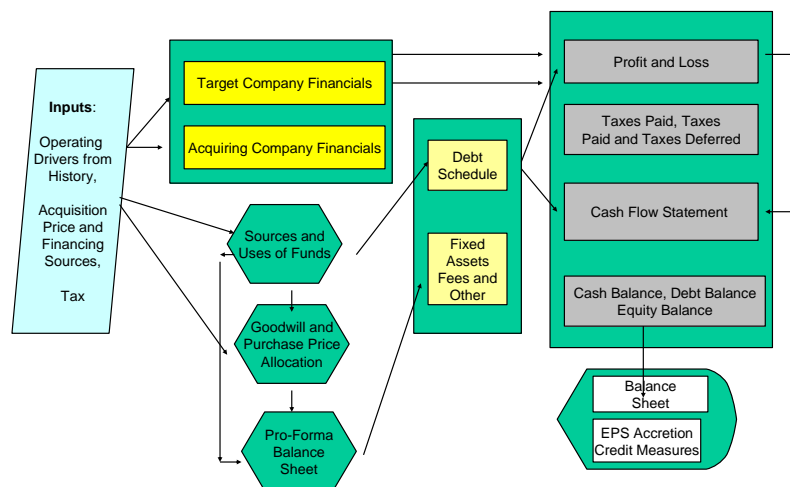 Inputs:
Operating
Drivers from
History,
Acquisition
Price and
Financing
Sources,
Tax
Target Company Financials
Acquiring Company Financials
Sources and
Uses of Funds
Goodwill and
Purchase Price
Allocation
Pro-Forma
Balance
Sheet
Debt
Schedule
Fixed
Assets
Fees and
Other
Profit and Loss
Taxes Paid, Taxes
Paid and Taxes Deferred
Cash Flow Statement
Cash Balance, Debt Balance
Equity Balance
Balance
Sheet
EPS Accretion
Credit Measures